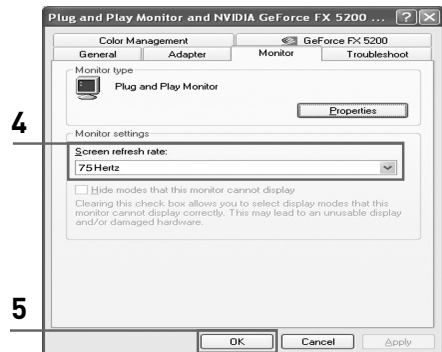 Plug and Play Monitor and NVIDIA GeForce FX 5200 ...
Color Management
GeForce FX 5200
General
Adapter
Monitor
Troubleshoot
Monitor type
Plug and Play Monitor
Properties
4
Monitor settings
Screen refresh rate:
75 Hertz
Hide modes that this monitor cannot display
Clearing this check box allows you to select display modes that this
monitor cannot display correctly. This may lead to an unusable display
and/or damaged hardware.
5
OK
Cancel
Apply